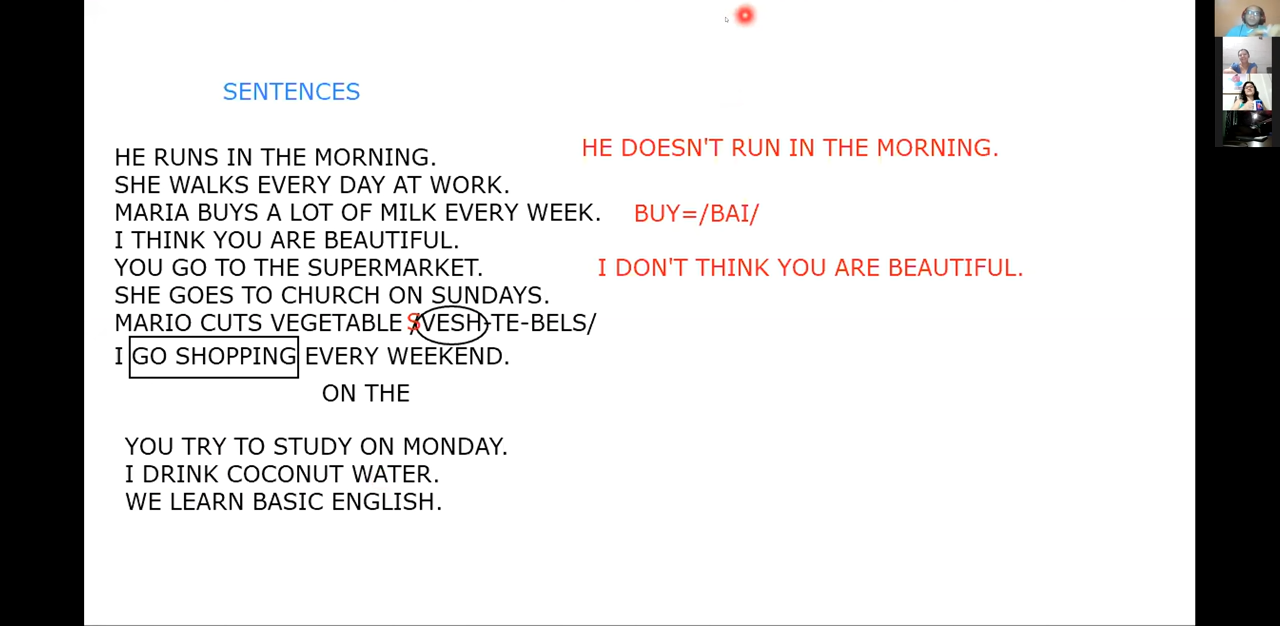 SENTENCES
HE RUNS IN THE MORNING.
HE DOESN'T RUN IN THE MORNING.
SHE WALKS EVERY DAY AT WORK.
MARIA BUYS A LOT OF MILK EVERY WEEK.
BUY=/BAI/
I THINK YOU ARE BEAUTIFUL.
YOU GO TO THE SUPERMARKET.
I DON'T THINK YOU ARE BEAUTIFUL.
SHE GOES TO CHURCH ON SUNDAYS.
MARIO CUTS VEGETABLE S/VESH-TE-BELS/
I GO SHOPPING EVERY WEEKEND.
ON THE
YOU TRY TO STUDY ON MONDAY.
I DRINK COCONUT WATER.
WE LEARN BASIC ENGLISH.